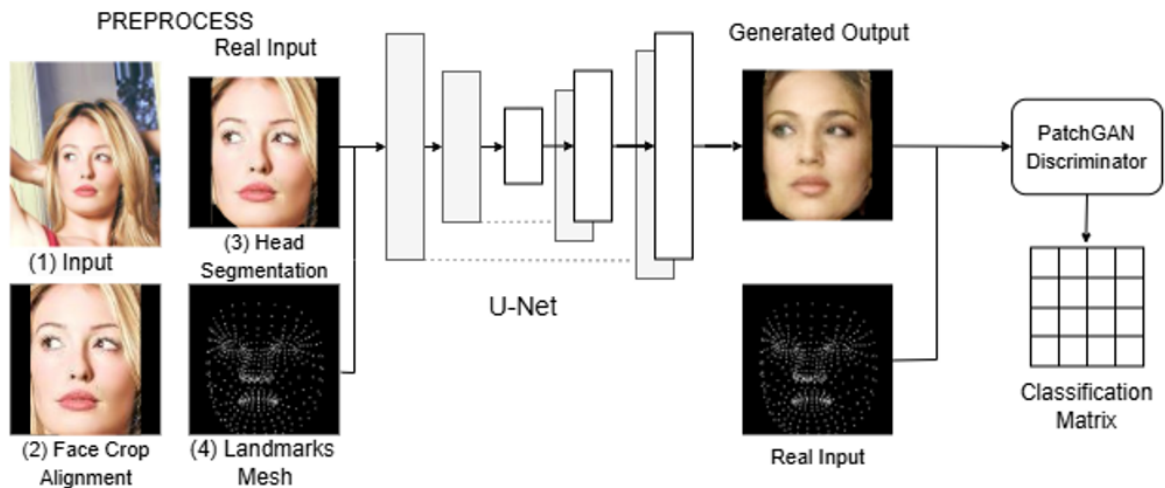 PREPROCESS
Real Input
(1) Input
(3) Head
Segmentation
(2) Face Crop
Alignment
(4) Landmarks
Mesh
U-Net
Generated Output
Real Input
PatchGAN
Discriminator
Classification
Matrix